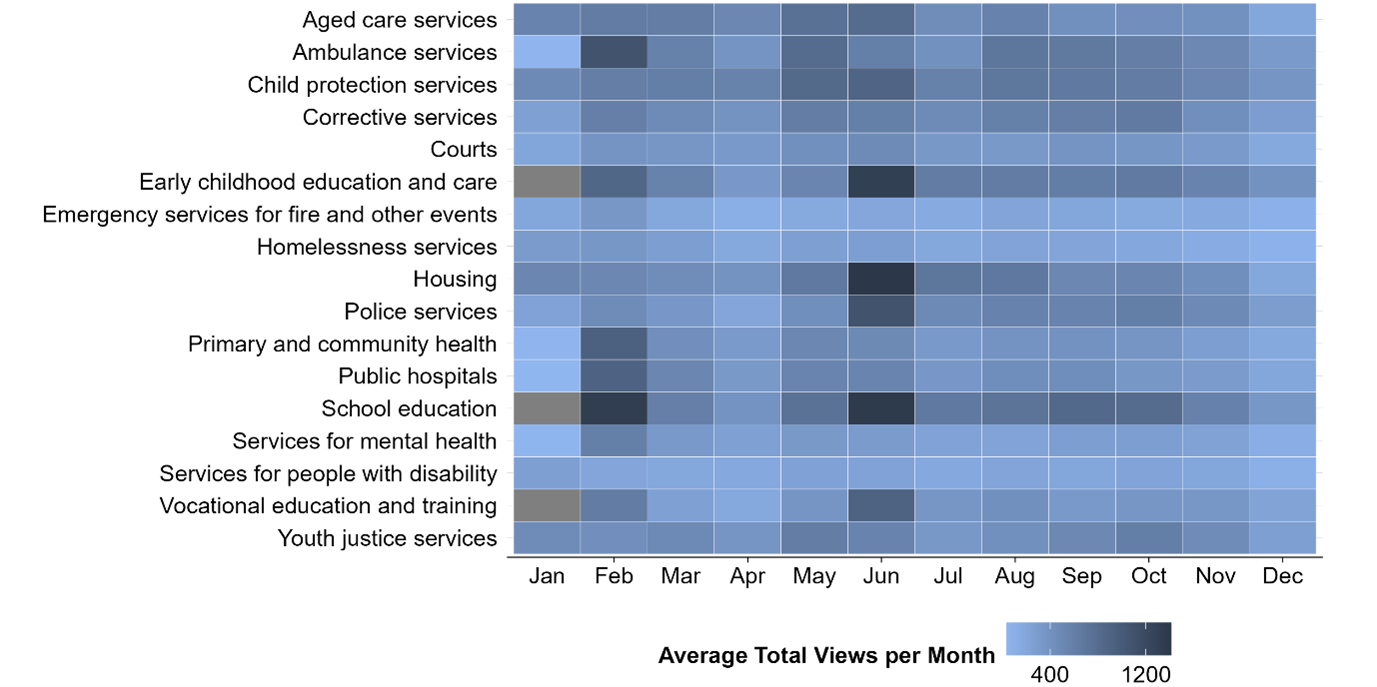 Aged care services
Ambulance services
Child protection services
Corrective services
Courts
Early childhood education and care
Emergency services for fire and other events
Homelessness services
Housing
Police services
Primary and community health
Public hospitals
School education
Services for mental health
Services for people with disability
Vocational education and training
Youth justice services
Jan Feb Mar Apr May Jun Jul Aug Sep Oct Nov Dec
Average Total Views per Month
400 1200